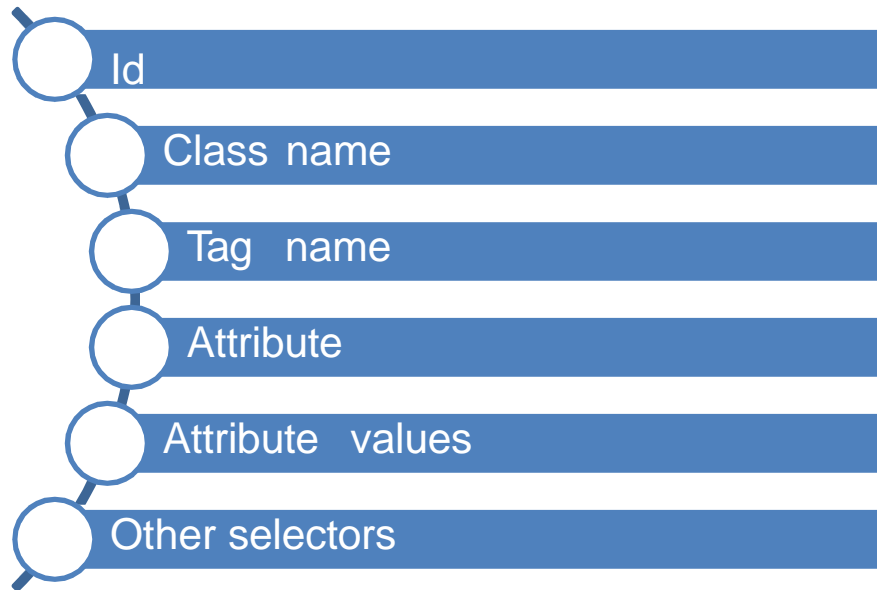 Id
Class name
Tag name
Attribute
Attribute values
Other selectors